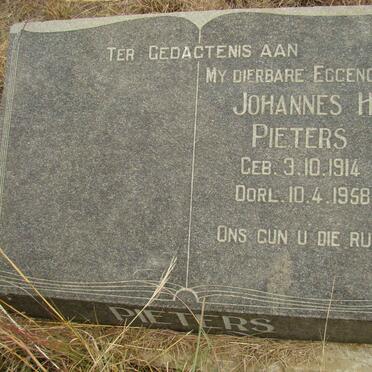 TER GEDACTENIS AAN
MY DIERBARE EGGENO
JOHANNES H
PIETERS
GEB. 3.10.1914
OORL. 10.4.1958
ONS GUN U DIE RU
PIETERS